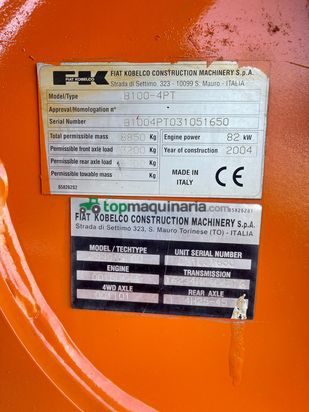 FK FIAT KOBELCO CONSTRUCTION MACHINERY S.p.A.
Strada di Settimo. 323 - 10099 S. Mauro - ITALIA
Model/Type B100-4PT
Approval/Homologation n°
Serial Number B1004PT031051650
Total permissible mass 8850 Kg Engine power 82 kW
Permissible front axle load Kg Year of construction 2004
Permissible rear axle load Kg
Permissible towable mass Kg
MADE IN ITALY CE
85826282
topmaquinaria.com
85826281
FIAT KOBELCO CONSTRUCTION MACHINERY S.p.A.
Strada di Settimo 323, S. Mauro Torinese (TO) - ITALIA
MODEL / TECHTYPE UNIT SERIAL NUMBER
ENGINE TRANSMISSION
4WD AXLE REAR AXLE
001101